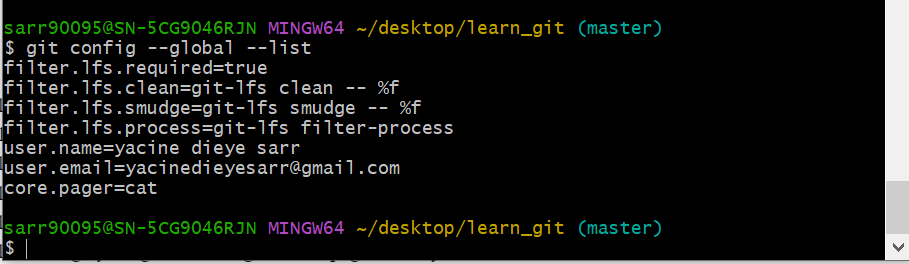 sarr90095@SN-5CG9046RJN MINGW64 ~/desktop/learn_git (master)
$ git config --global --list
filter.lfs.required=true
filter.lfs.clean=git-lfs clean -- %f
filter.lfs.smudge=git-lfs smudge -- %f
filter.lfs.process=git-lfs filter-process
user.name=yacine dieye sarr
user.email=yacinedieyesarr@gmail.com
core.pager=cat
sarr90095@SN-5CG9046RJN MINGW64 ~/desktop/learn_git (master)
$